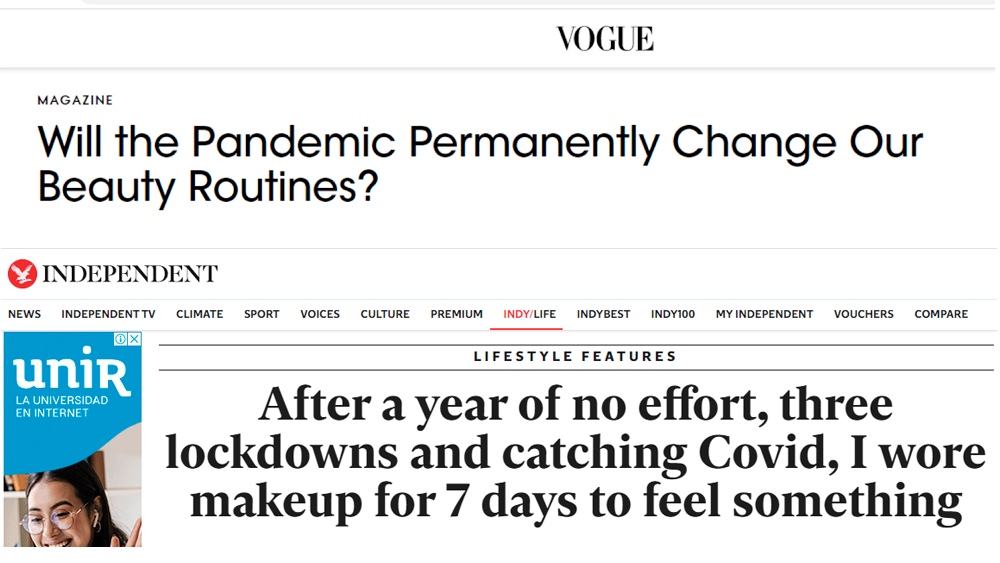 VOGUE
MAGAZINE
Will the Pandemic Permanently Change Our
Beauty Routines?
INDEPENDENT
NEWS INDEPENDENT TV CLIMATE SPORT VOICES CULTURE PREMIUM INDY/LIFE INDYBEST INDY100 MY INDEPENDENT VOUCHERS COMPARE
unir
LA UNIVERSIDAD
EN INTERNET
LIFESTYLE FEATURES
After a year of no effort, three
lockdowns and catching Covid, I wore
makeup for 7 days to feel something